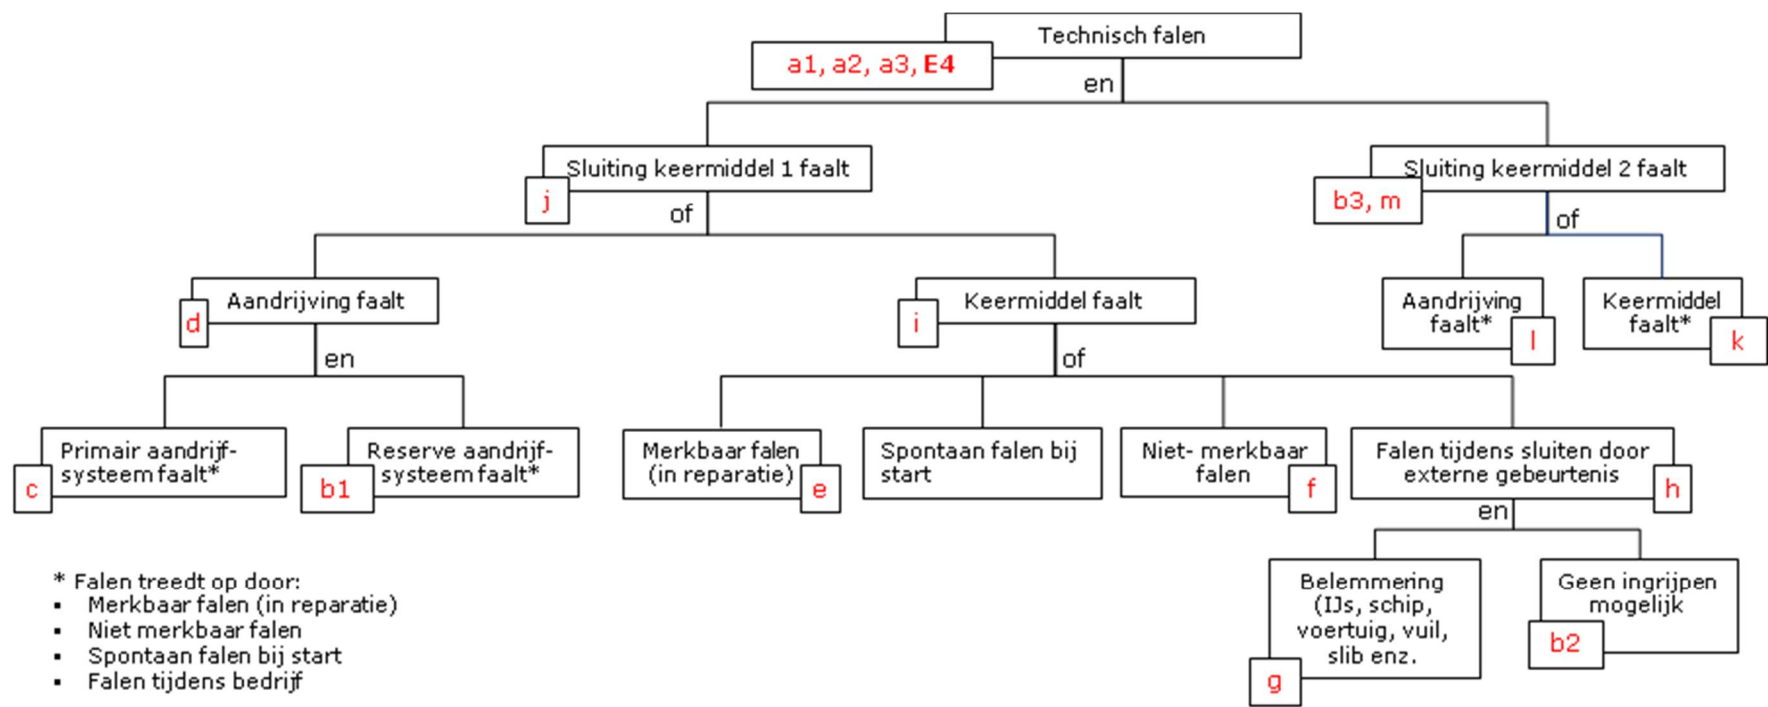 Technisch falen
a1, a2, a3, E4
en
Sluiting keermiddel 1 faalt
j
of
Sluiting keermiddel 2 faalt
b3, m
of
Aandrijving faalt
d
en
Keermiddel faalt
i
of
Aandrijving
faalt*
l
Keermiddel
faalt*
k
Primair aandrijf-
systeem faalt*
c
Reserve aandrijf-
systeem faalt*
b1
Merkbaar falen
(in reparatie)
e
Spontaan falen bij
start
Niet- merkbaar
falen
f
Falen tijdens sluiten door
externe gebeurtenis
h
en
Belemmering
(IJs, schip,
voertuig, vuil,
slib enz.
g
Geen ingrijpen
mogelijk
b2
* Falen treedt op door:
▪ Merkbaar falen (in reparatie)
▪ Niet merkbaar falen
▪ Spontaan falen bij start
▪ Falen tijdens bedrijf